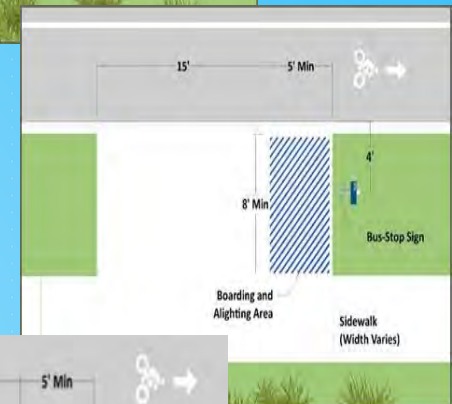 15' 5' Min
4'
8' Min
Bus-Stop Sign
Boarding and
Alighting Area
Sidewalk
(Width Varies)
5' Min